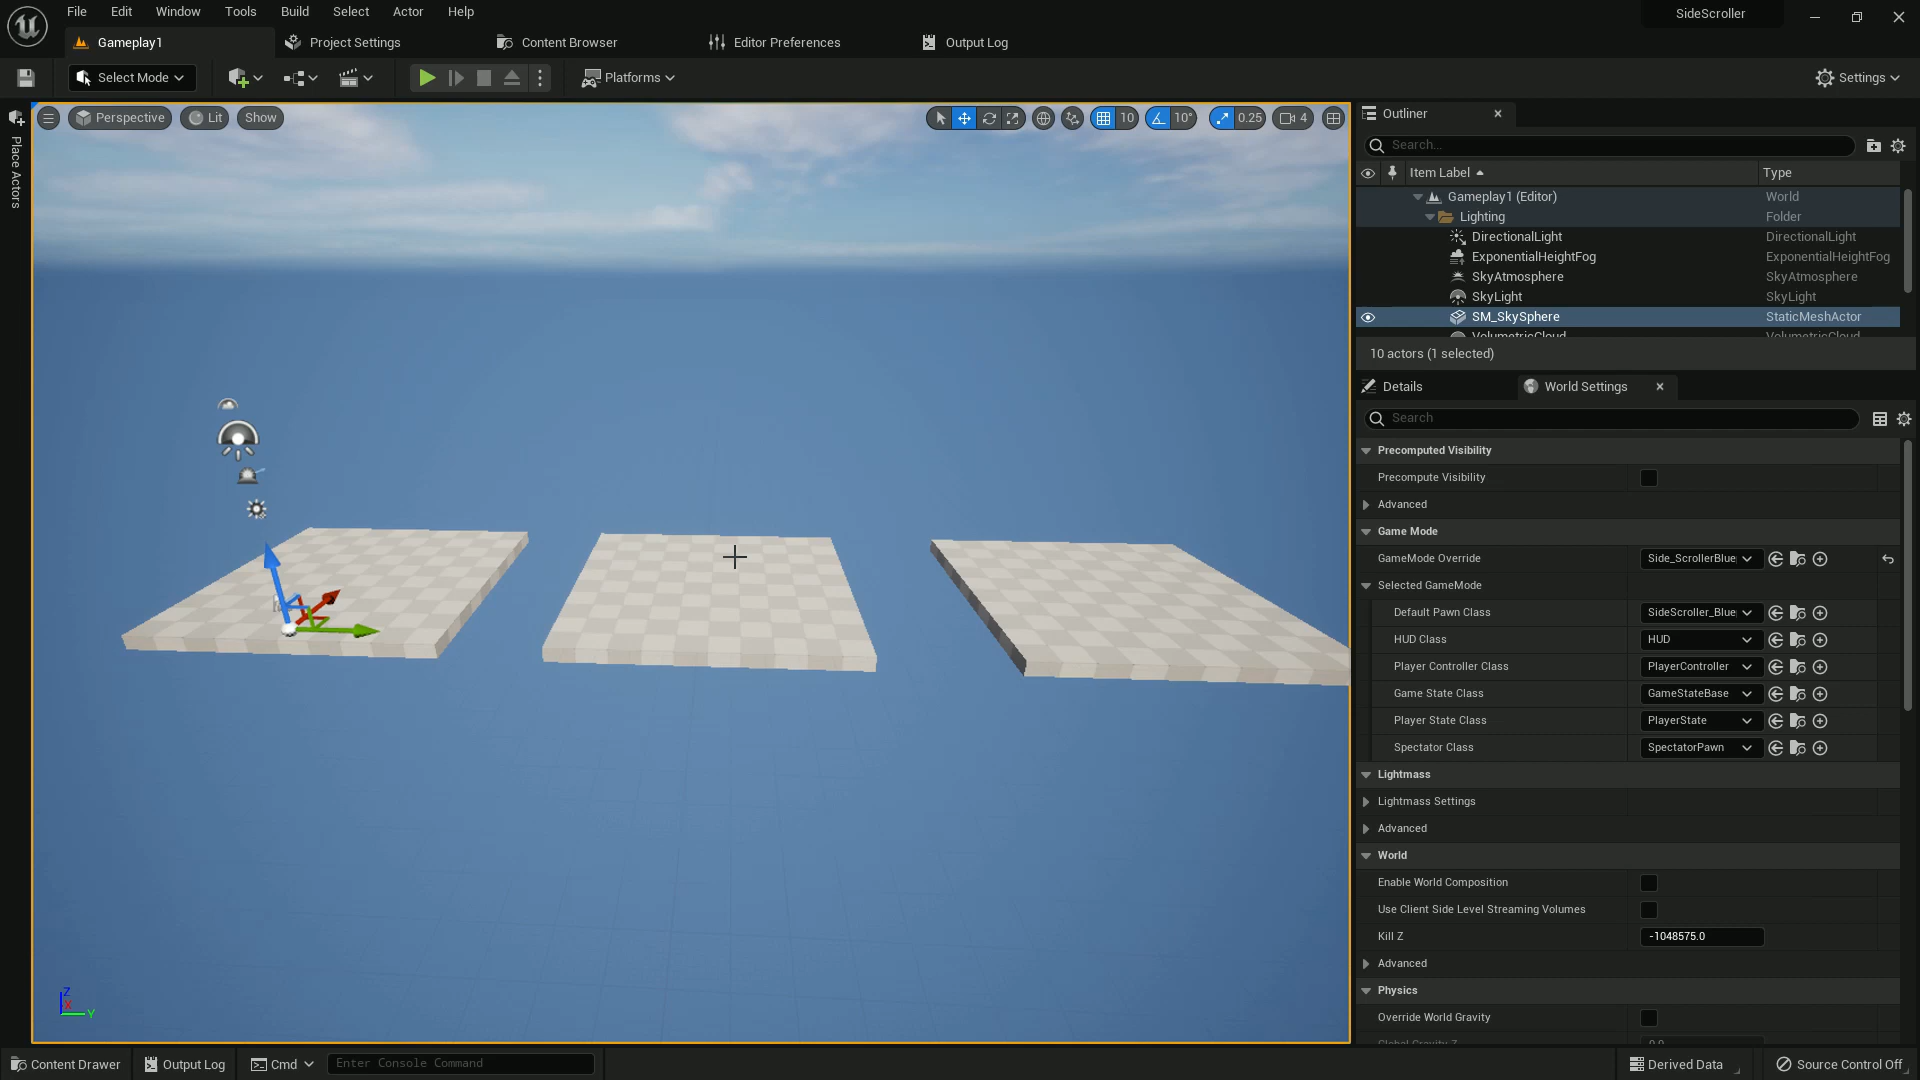 File Edit Window Tools Build Select Actor Help
SideScroller
Gameplay1 Project Settings Content Browser Editor Preferences Output Log
Select Mode Platforms Settings
Place Actors
Perspective Lit Show 10 10° 0.25 4
Outliner
Search...
Item Label Type
Gameplay1 (Editor) World
Lighting Folder
DirectionalLight DirectionalLight
ExponentialHeightFog ExponentialHeightFog
SkyAtmosphere SkyAtmosphere
SkyLight SkyLight
SM_SkySphere StaticMeshActor
VolumetricCloud VolumetricCloud
10 actors (1 selected)
Details World Settings
Search
Precomputed Visibility
Precompute Visibility
Advanced
Game Mode
GameMode Override Side_ScrollerBlue
Selected GameMode
Default Pawn Class SideScroller_Blue
HUD Class HUD
Player Controller Class PlayerController
Game State Class GameStateBase
Player State Class PlayerState
Spectator Class SpectatorPawn
Lightmass
Lightmass Settings
Advanced
World
Enable World Composition
Use Client Side Level Streaming Volumes
Kill Z -1048575.0
Advanced
Physics
Override World Gravity
Global Gravity Z 0.0
Z
X
Y
Content Drawer Output Log Cmd Enter Console Command Derived Data Source Control Off